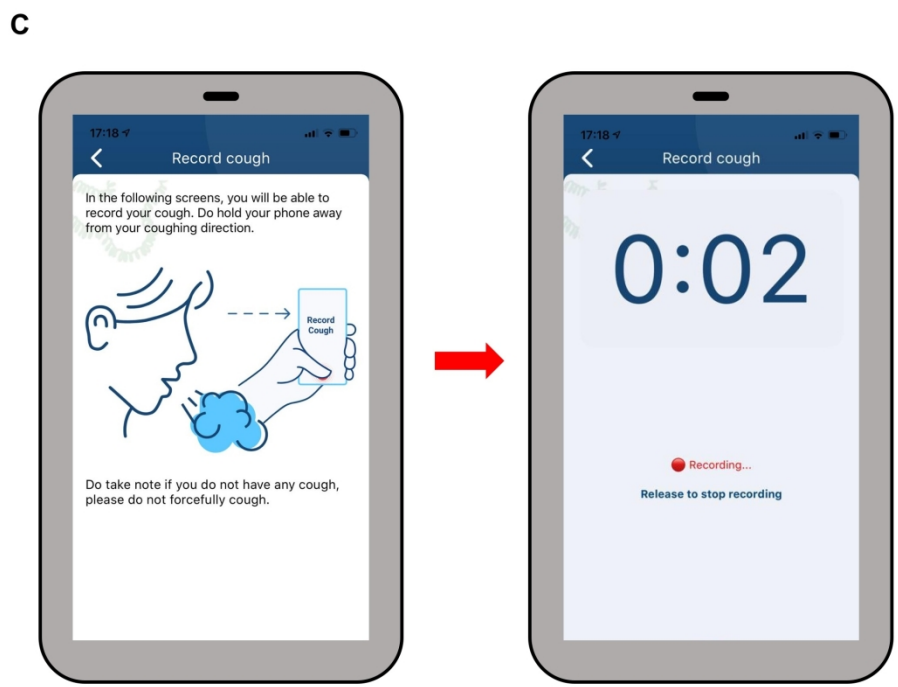 C
17:18
Record cough
In the following screens, you will be able to
record your cough. Do hold your phone away
from your coughing direction.
Record
Cough
Do take note if you do not have any cough,
please do not forcefully cough.
17:18
Record cough
0:02
Recording...
Release to stop recording